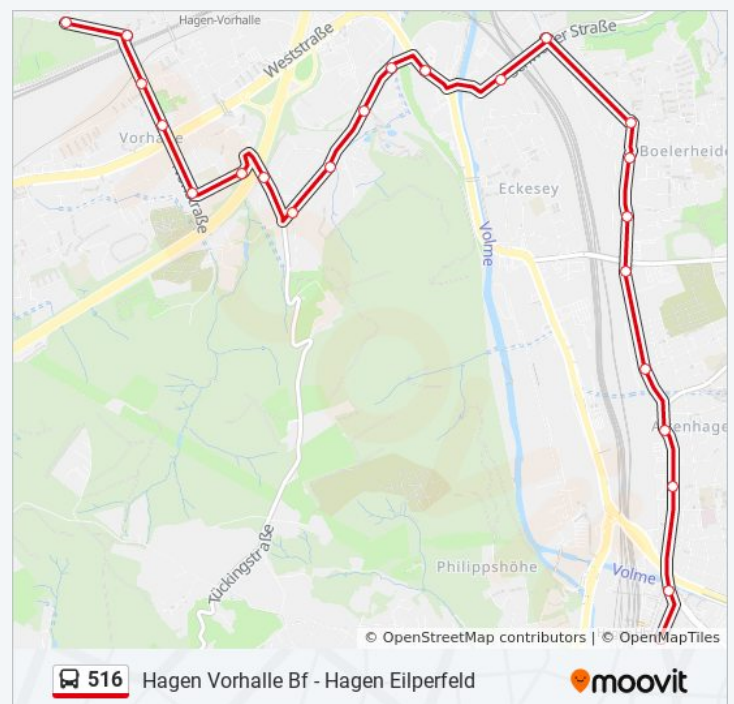 Hagen-Vorhalle
Weststraße
er Straße
Vorha
Boelerheide
Eckesey
raße
Volme
enhage
Tückingstraße
Philippshöhe
Volme
© OpenStreetMap contributors | © OpenMapTiles
516 Hagen Vorhalle Bf - Hagen Eilperfeld
moovit